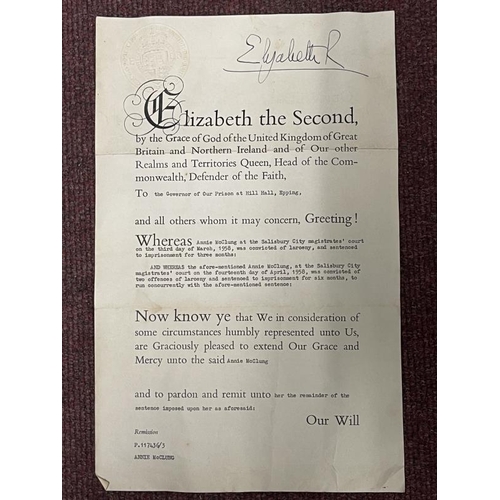 Elizabeth R
Elizabeth the Second,
by the Grace of God of the United Kingdom of Great
Britain and Northern Ireland and of Our other
Realms and Territories Queen, Head of the Com-
monwealth, Defender of the Faith,
To the Governor of Our Prison at Hill Hall, Epping,
and all others whom it may concern, Greeting!
Whereas Annie McClung at the Salisbury City magistrates' court
on the third day of March, 1958, was convicted of larceny, and sentenced
to imprisonment for three months:
AND WHEREAS the afore-mentioned Annie McClung, at the Salisbury City
magistrates' court on the fourteenth day of April, 1958, was convicted of
two offences of larceny and sentenced to imprisonment for six months, to
run concurrently with the afore-mentioned sentence:
Now know ye that We in consideration of
some circumstances humbly represented unto Us,
are Graciously pleased to extend Our Grace and
Mercy unto the said Annie McClung
and to pardon and remit unto her the remainder of the
sentence imposed upon her as aforesaid:
Our Will
Remission
P.117434/3
ANNIE McCLUNG